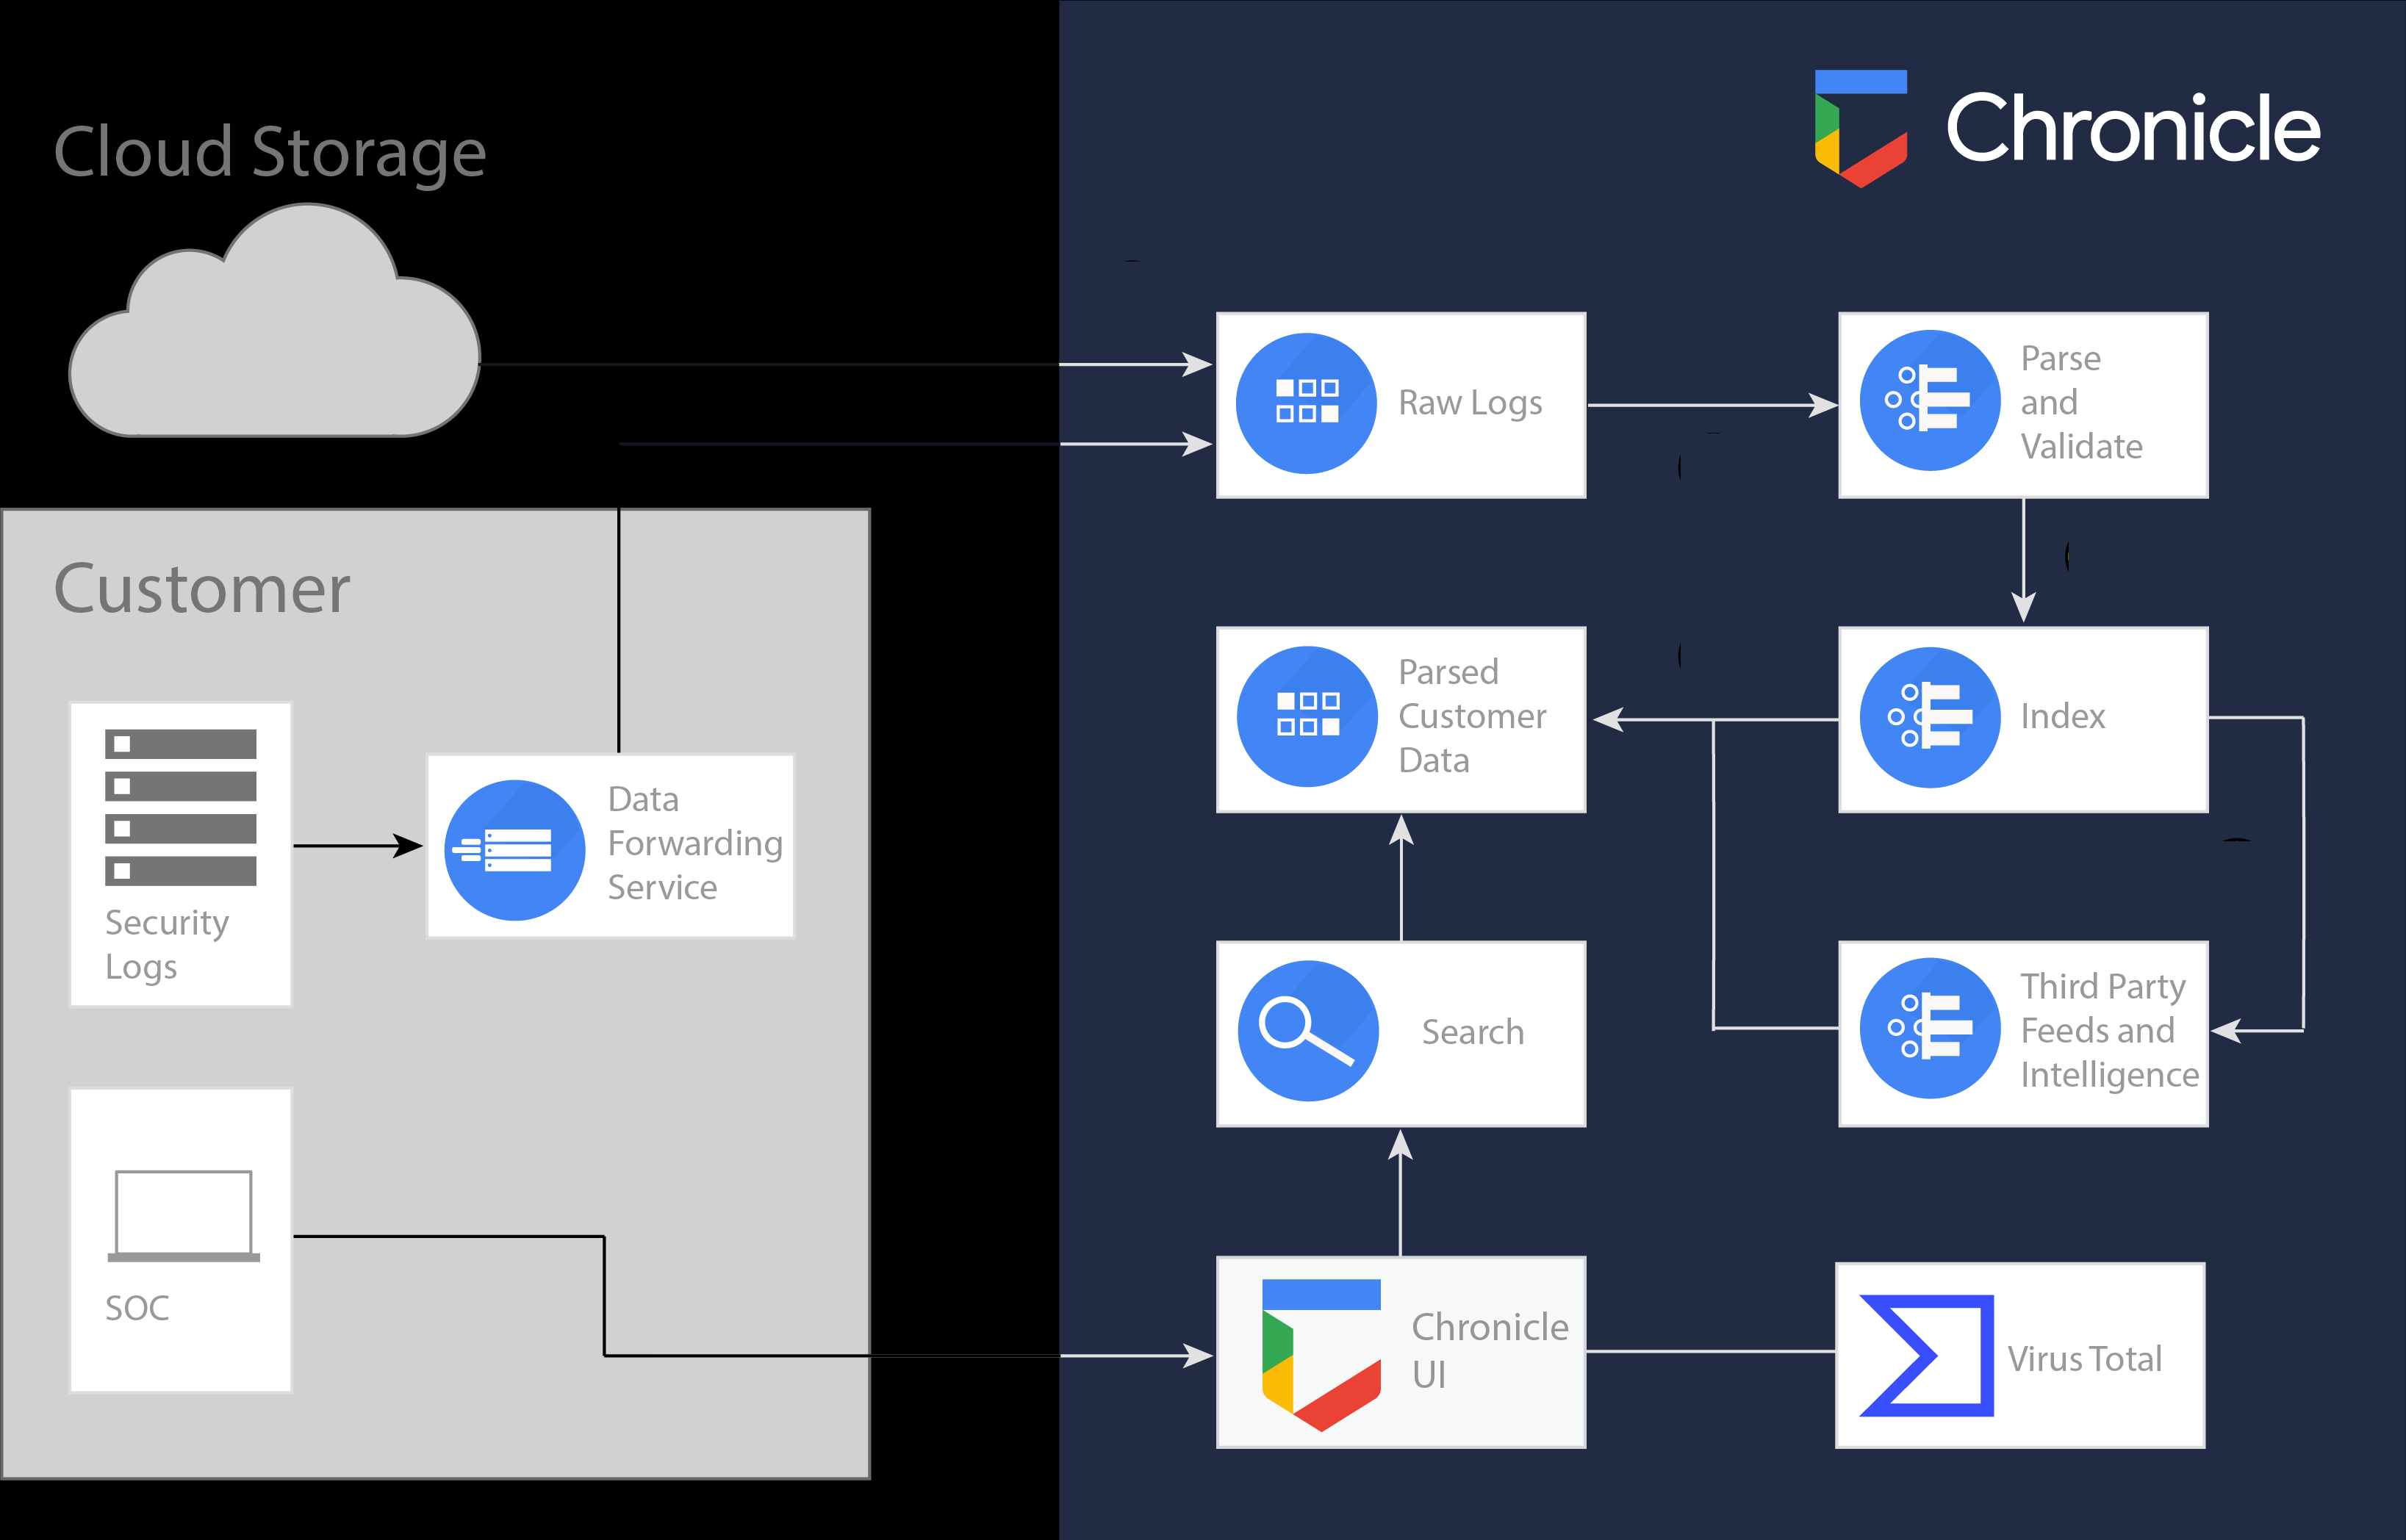 Cloud Storage
Chronicle
Raw Logs
Parse
and
Validate
Customer
Parsed
Customer
Data
Index
Data
Forwarding
Service
Security
Logs
Search
Third Party
Feeds and
Intelligence
SOC
Chronicle
UI
Virus Total